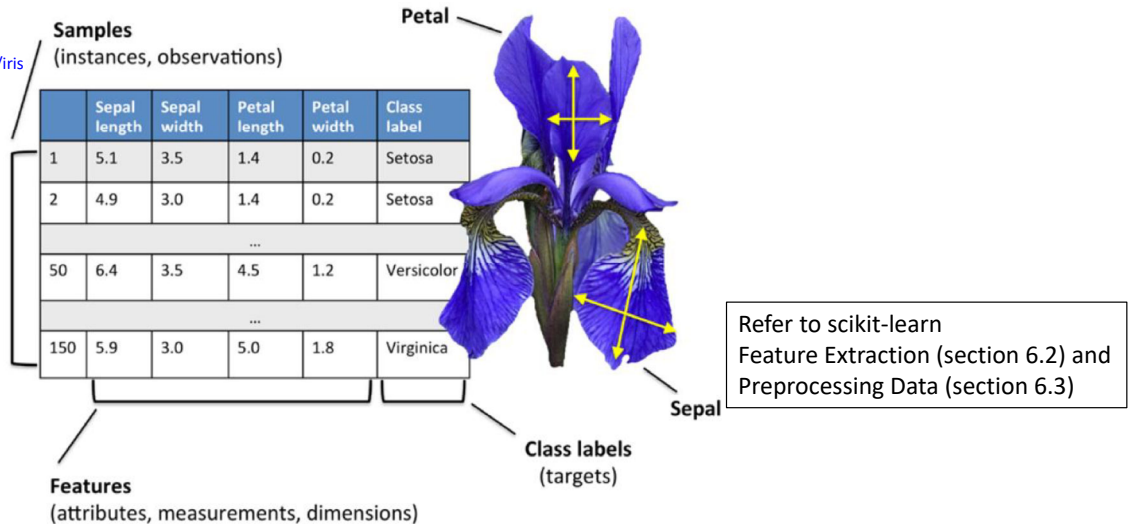 Samples
(instances, observations)
/iris
Petal
Sepal length Sepal width Petal length Petal width Class label
1 5.1 3.5 1.4 0.2 Setosa
2 4.9 3.0 1.4 0.2 Setosa
...
50 6.4 3.5 4.5 1.2 Versicolor
...
150 5.9 3.0 5.0 1.8 Virginica
Refer to scikit-learn
Feature Extraction (section 6.2) and
Preprocessing Data (section 6.3)
Sepal
Class labels
(targets)
Features
(attributes, measurements, dimensions)